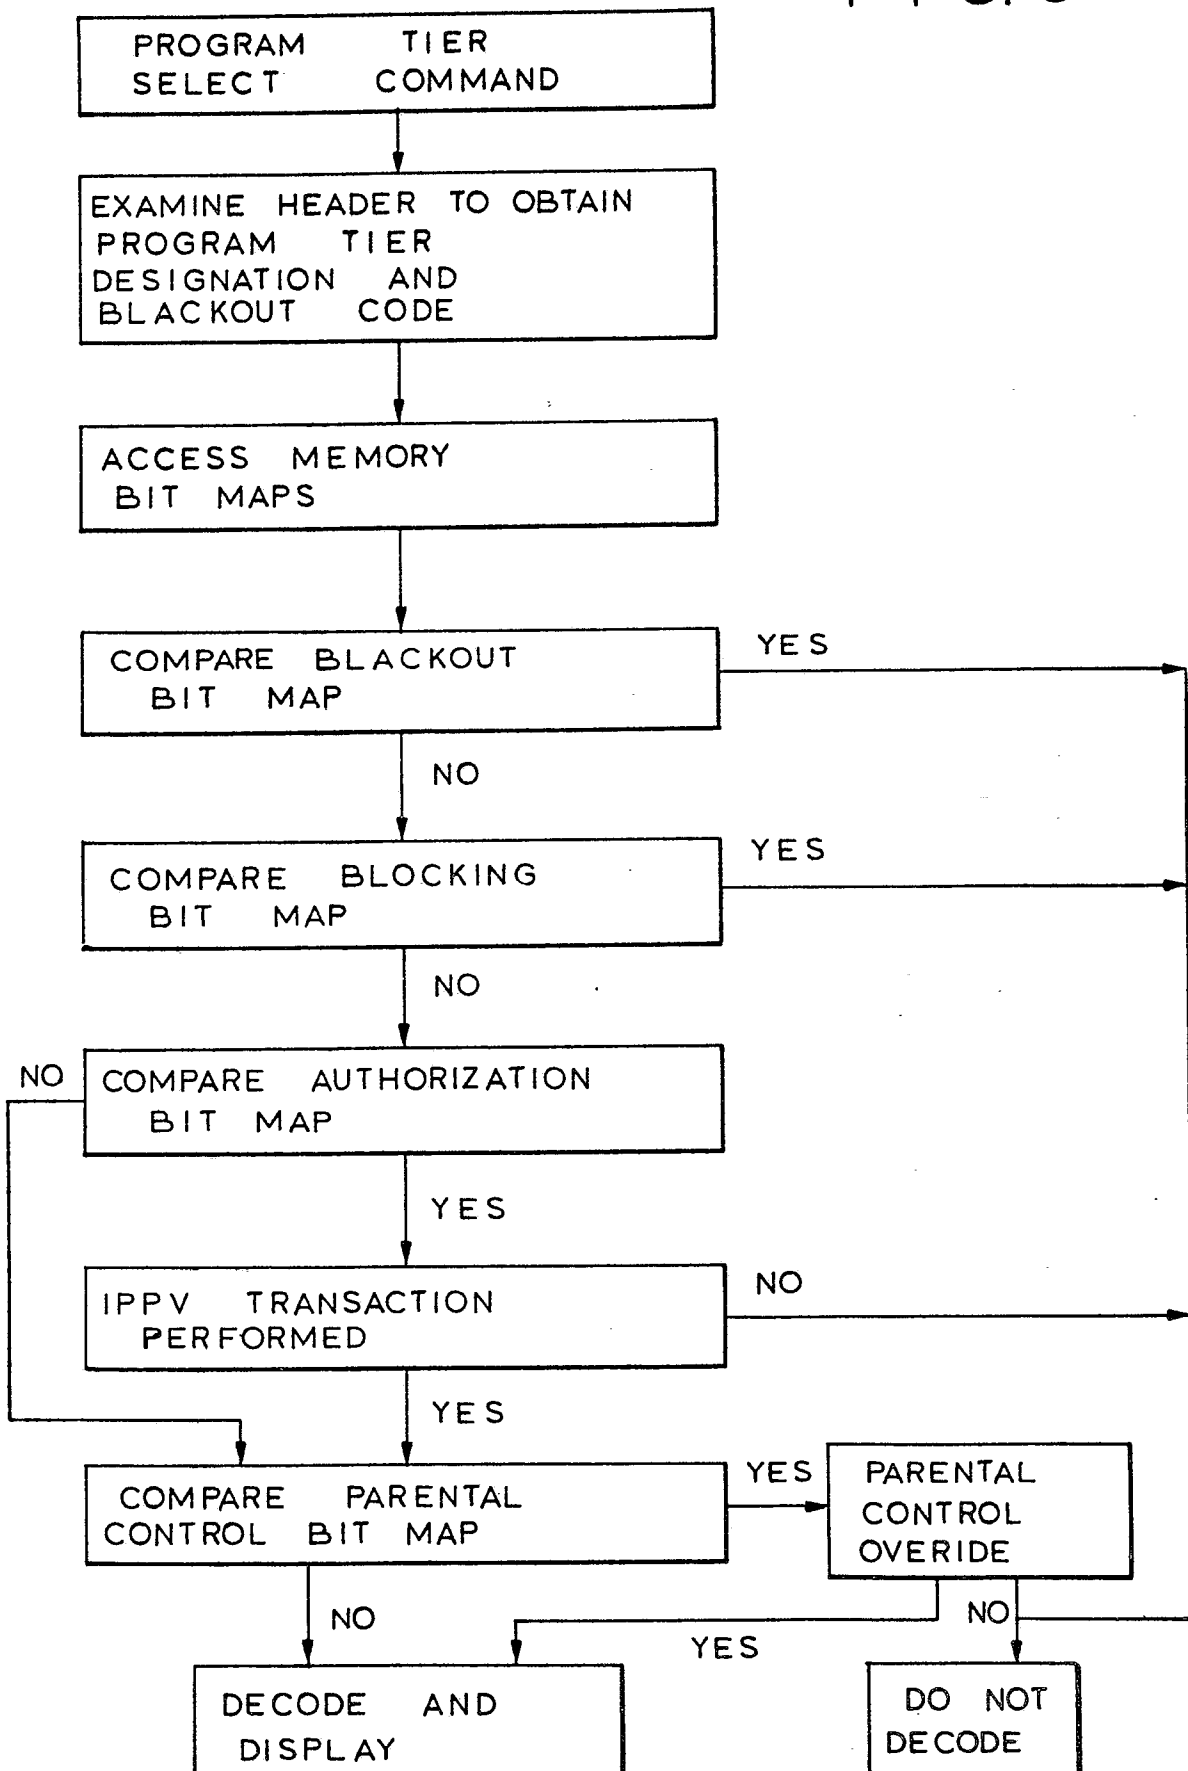 PROGRAM TIER
SELECT COMMAND
EXAMINE HEADER TO OBTAIN
PROGRAM TIER
DESIGNATION AND
BLACKOUT CODE
ACCESS MEMORY
BIT MAPS
COMPARE BLACKOUT
BIT MAP
YES
NO
COMPARE BLOCKING
BIT MAP
YES
NO
NO
COMPARE AUTHORIZATION
BIT MAP
YES
IPPV TRANSACTION
PERFORMED
NO
YES
COMPARE PARENTAL
CONTROL BIT MAP
YES
PARENTAL
CONTROL
OVERIDE
NO
YES
NO
DECODE AND
DISPLAY
DO NOT
DECODE